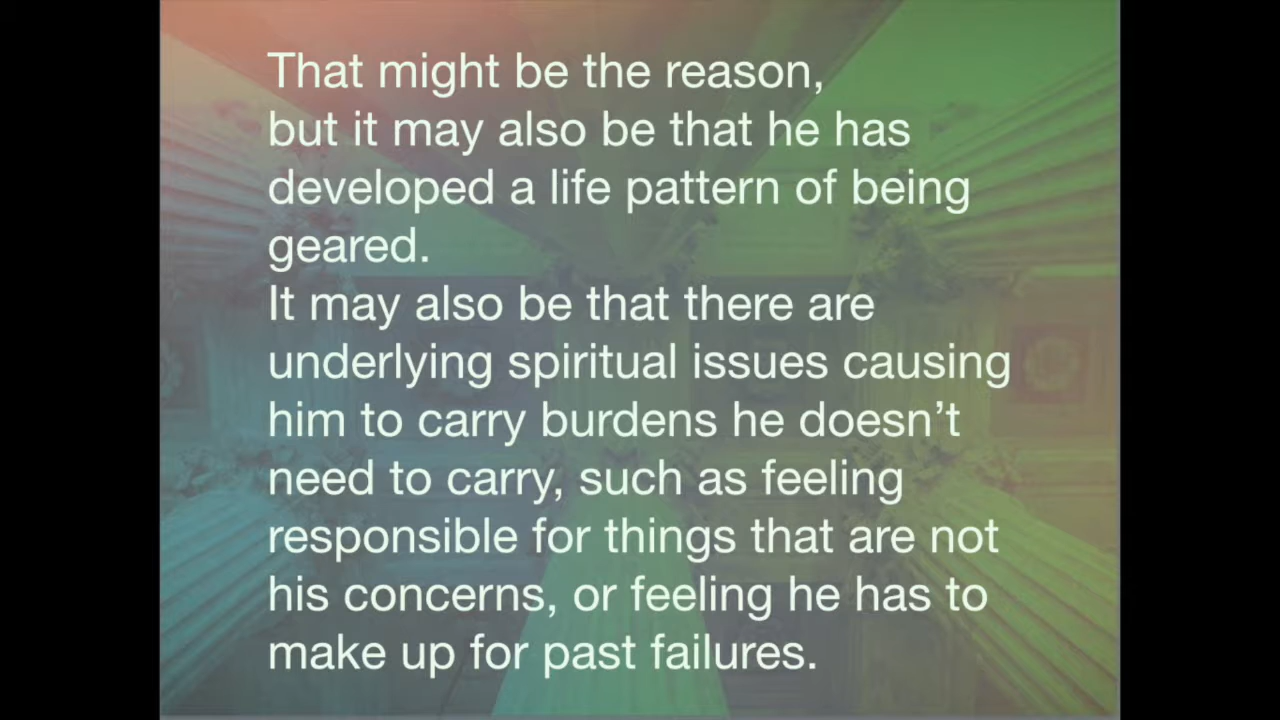 That might be the reason,
but it may also be that he has
developed a life pattern of being
geared.
It may also be that there are
underlying spiritual issues causing
him to carry burdens he doesn’t
need to carry, such as feeling
responsible for things that are not
his concerns, or feeling he has to
make up for past failures.